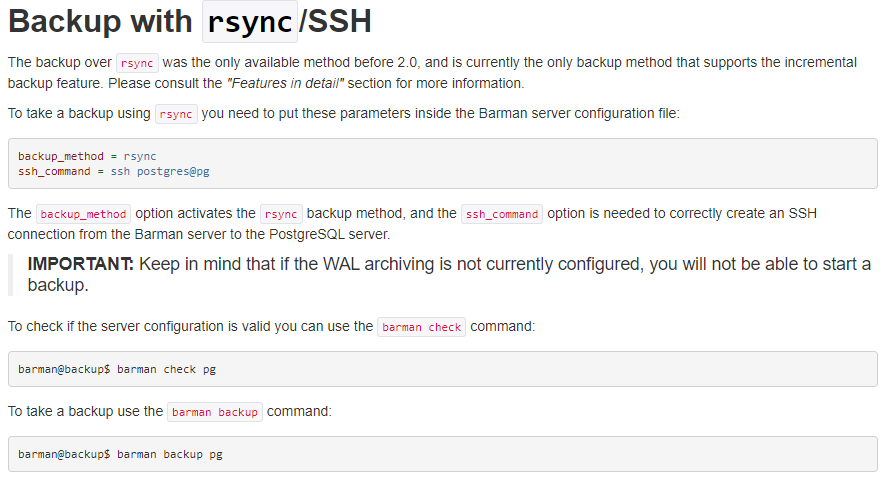 Backup with rsync/SSH
The backup over rsync was the only available method before 2.0, and is currently the only backup method that supports the incremental
backup feature. Please consult the "Features in detail" section for more information.
To take a backup using rsync you need to put these parameters inside the Barman server configuration file:
backup_method = rsync
ssh_command = ssh postgres@pg
The backup_method option activates the rsync backup method, and the ssh_command option is needed to correctly create an SSH
connection from the Barman server to the PostgreSQL server.
IMPORTANT: Keep in mind that if the WAL archiving is not currently configured, you will not be able to start a
backup.
To check if the server configuration is valid you can use the barman check command:
barman@backup$ barman check pg
To take a backup use the barman backup command:
barman@backup$ barman backup pg